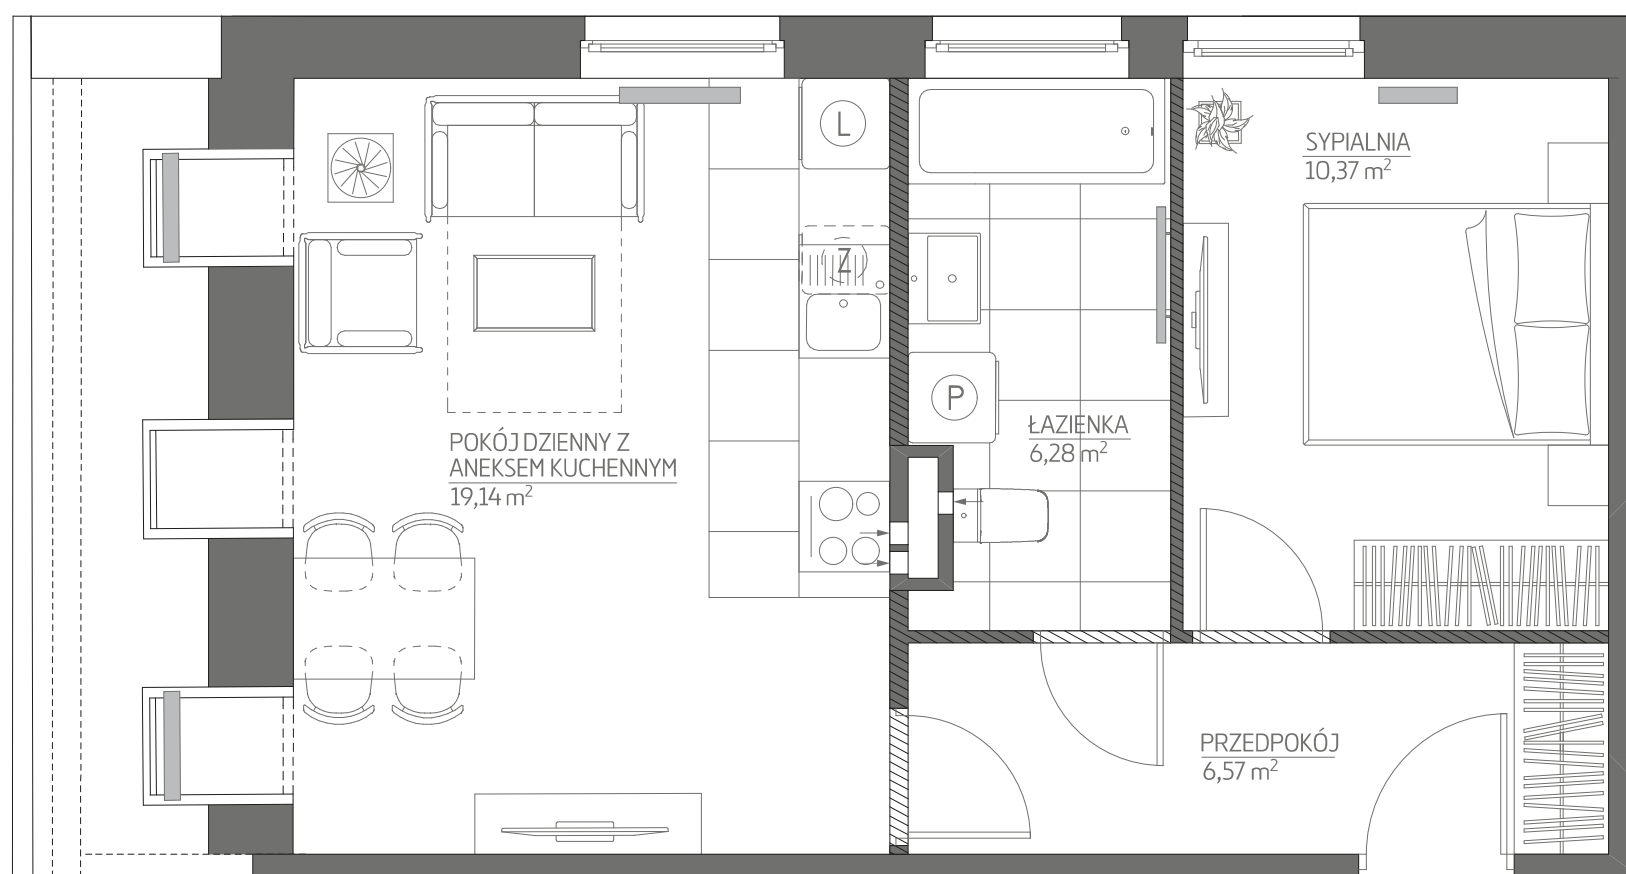 L
SYPIALNIA
10,37 m²
Z
P
ŁAZIENKA
6,28 m²
POKÓJ DZIENNY Z
ANEKSEM KUCHENNYM
19,14 m²
PRZEDPOKÓJ
6,57 m²